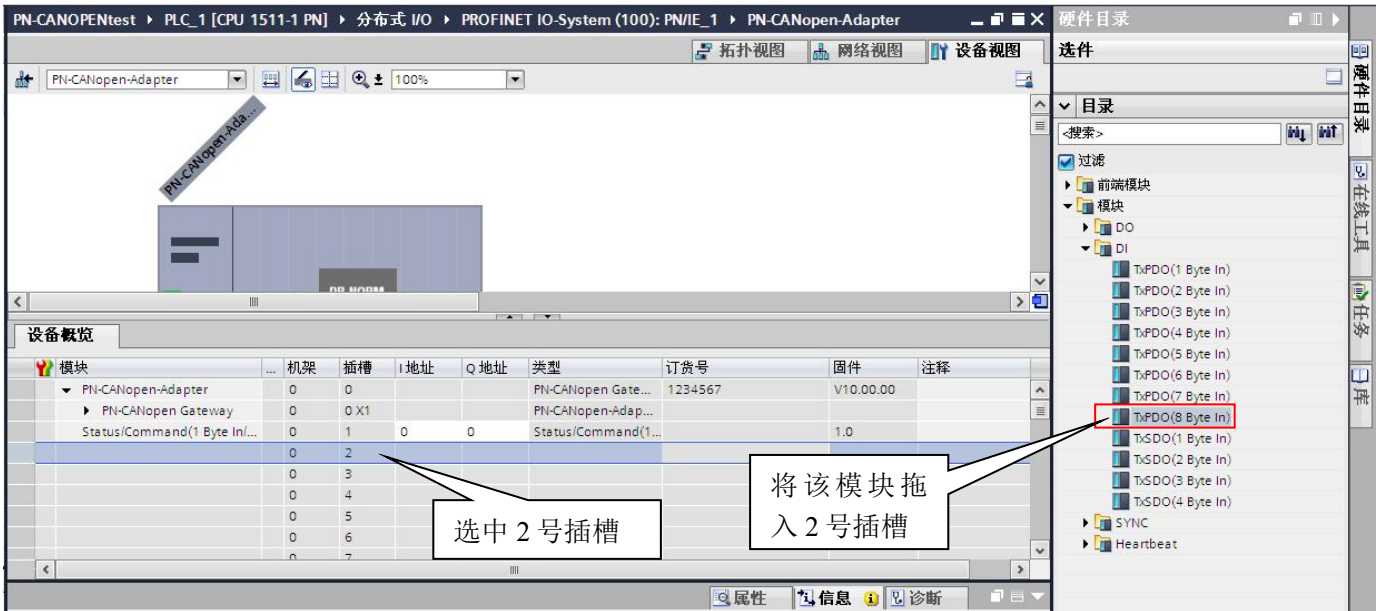 PN-CANOPENtest ▸ PLC_1 [CPU 1511-1 PN] ▸ 分布式 I/O ▸ PROFINET IO-System (100): PN/IE_1 ▸ PN-CANopen-Adapter
拓扑视图 网络视图 设备视图
PN-CANopen-Adapter 100%
PN-CANopen-Ada...
DP-NORM
设备概览
模块 ... 机架 插槽 I 地址 Q 地址 类型 订货号 固件 注释
PN-CANopen-Adapter 0 0 PN-CANopen Gate... 1234567 V10.00.00
PN-CANopen Gateway 0 0 X1 PN-CANopen-Adap...
Status/Command(1 Byte In/... 0 1 0 0 Status/Command(1... 1.0
0 2
0 3
0 4
0 5
0 6
0 7
选中 2 号插槽
将该模块拖
入 2 号插槽
属性 信息 诊断
硬件目录
选件
目录
<搜索>
过滤
前端模块
模块
DO
DI
TxPDO(1 Byte In)
TxPDO(2 Byte In)
TxPDO(3 Byte In)
TxPDO(4 Byte In)
TxPDO(5 Byte In)
TxPDO(6 Byte In)
TxPDO(7 Byte In)
TxPDO(8 Byte In)
TxSDO(1 Byte In)
TxSDO(2 Byte In)
TxSDO(3 Byte In)
TxSDO(4 Byte In)
SYNC
Heartbeat
硬件目录
在线工具
任务
库